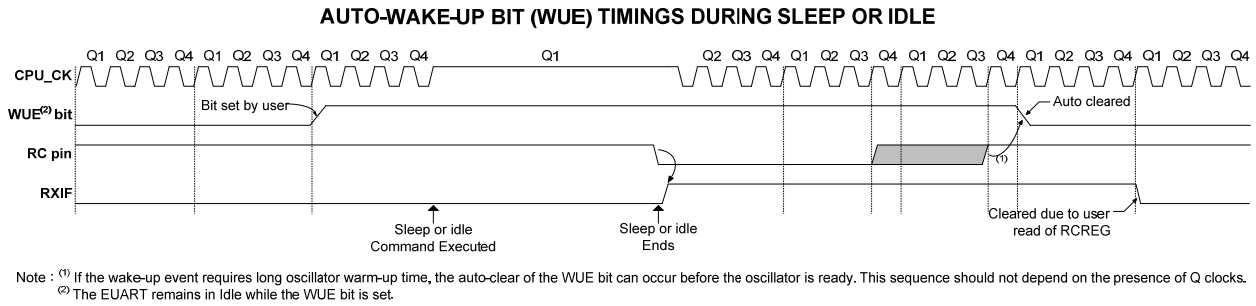 AUTO-WAKE-UP BIT (WUE) TIMINGS DURING SLEEP OR IDLE
Q1 Q2 Q3 Q4 Q1 Q2 Q3 Q4 Q1 Q2 Q3 Q4 Q1 Q2 Q3 Q4 Q1 Q2 Q3 Q4 Q1 Q2 Q3 Q4 Q1 Q2 Q3 Q4 Q1 Q2 Q3 Q4
CPU_CK
WUE(2) bit
Bit set by user
Auto cleared
RC pin
(1)
RXIF
Sleep or idle
Command Executed
Sleep or idle
Ends
Cleared due to user
read of RCREG
Note : (1) If the wake-up event requires long oscillator warm-up time, the auto-clear of the WUE bit can occur before the oscillator is ready. This sequence should not depend on the presence of Q clocks.
(2) The EUART remains in Idle while the WUE bit is set.